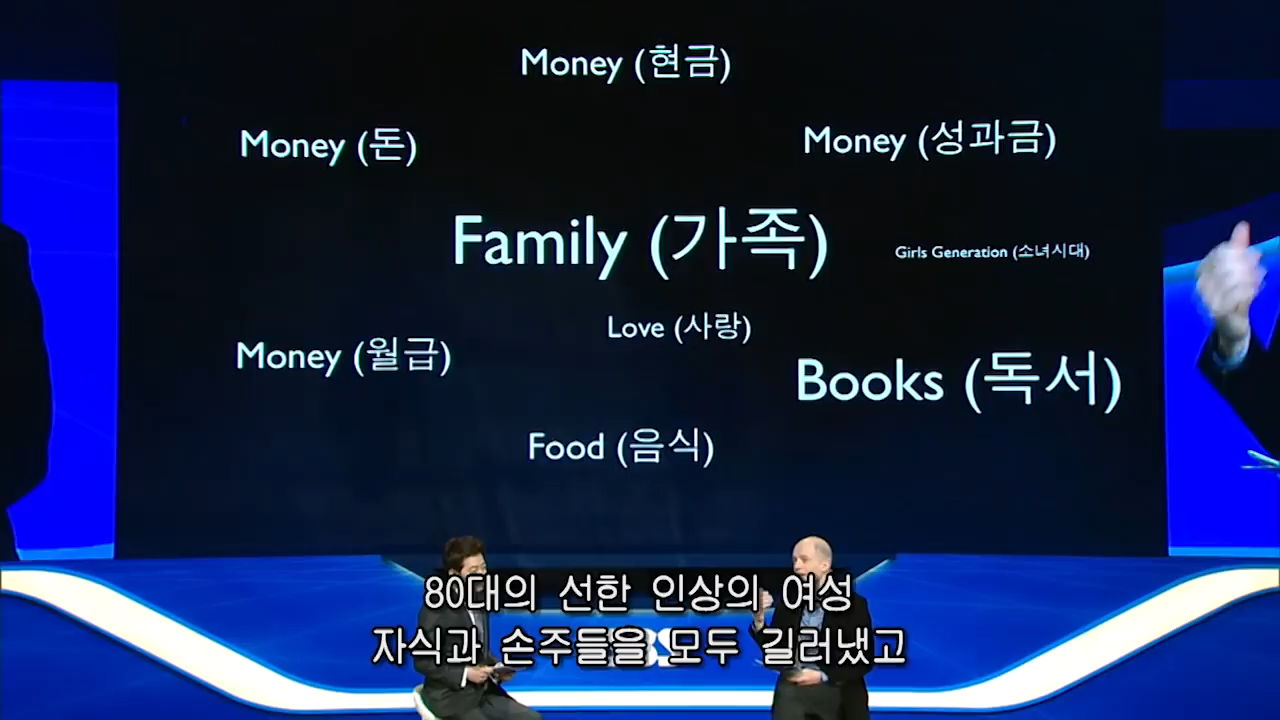 Money (현금)
Money (돈)
Money (성과금)
Family (가족)
Girls Generation (소녀시대)
Love (사랑)
Money (월급)
Books (독서)
Food (음식)
80대의 선한 인상의 여성
자식과 손주들을 모두 길러냈고